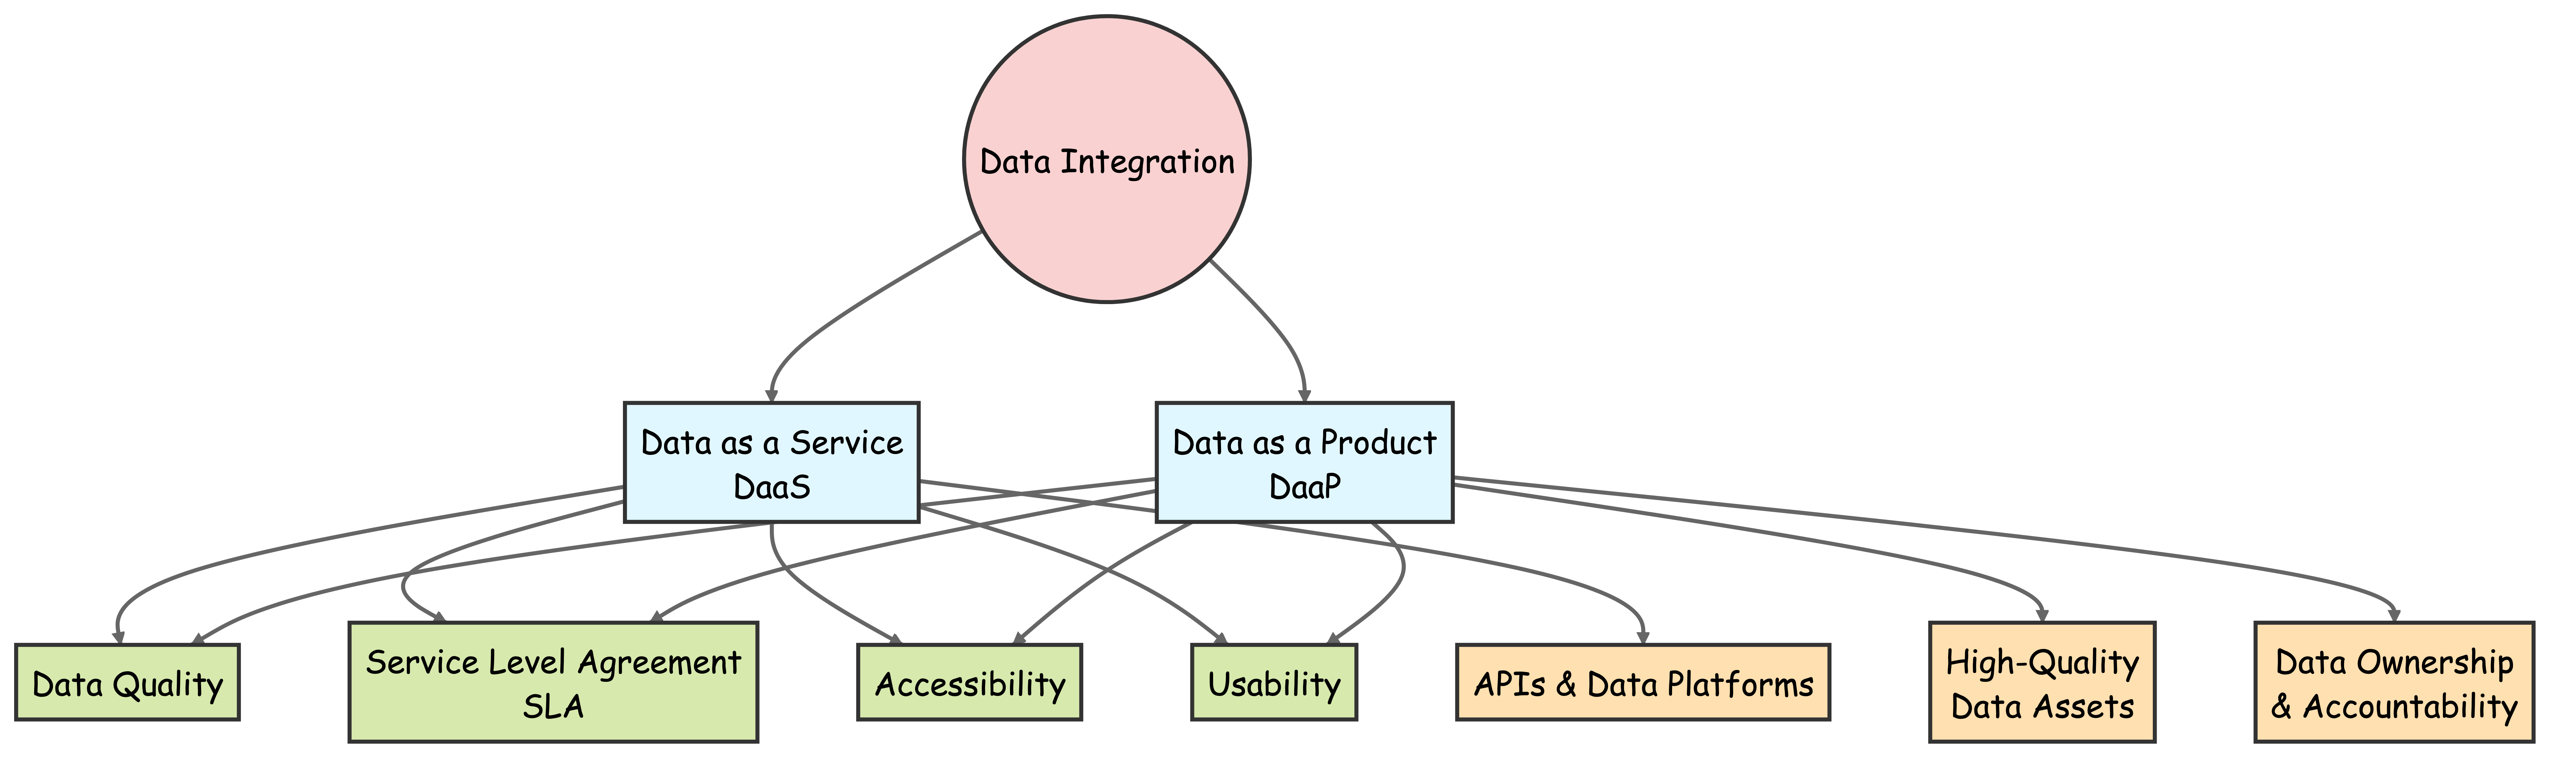 Data Integration
Data as a Service
DaaS
Data as a Product
DaaP
Data Quality
Service Level Agreement
SLA
Accessibility
Usability
APIs & Data Platforms
High-Quality
Data Assets
Data Ownership
& Accountability